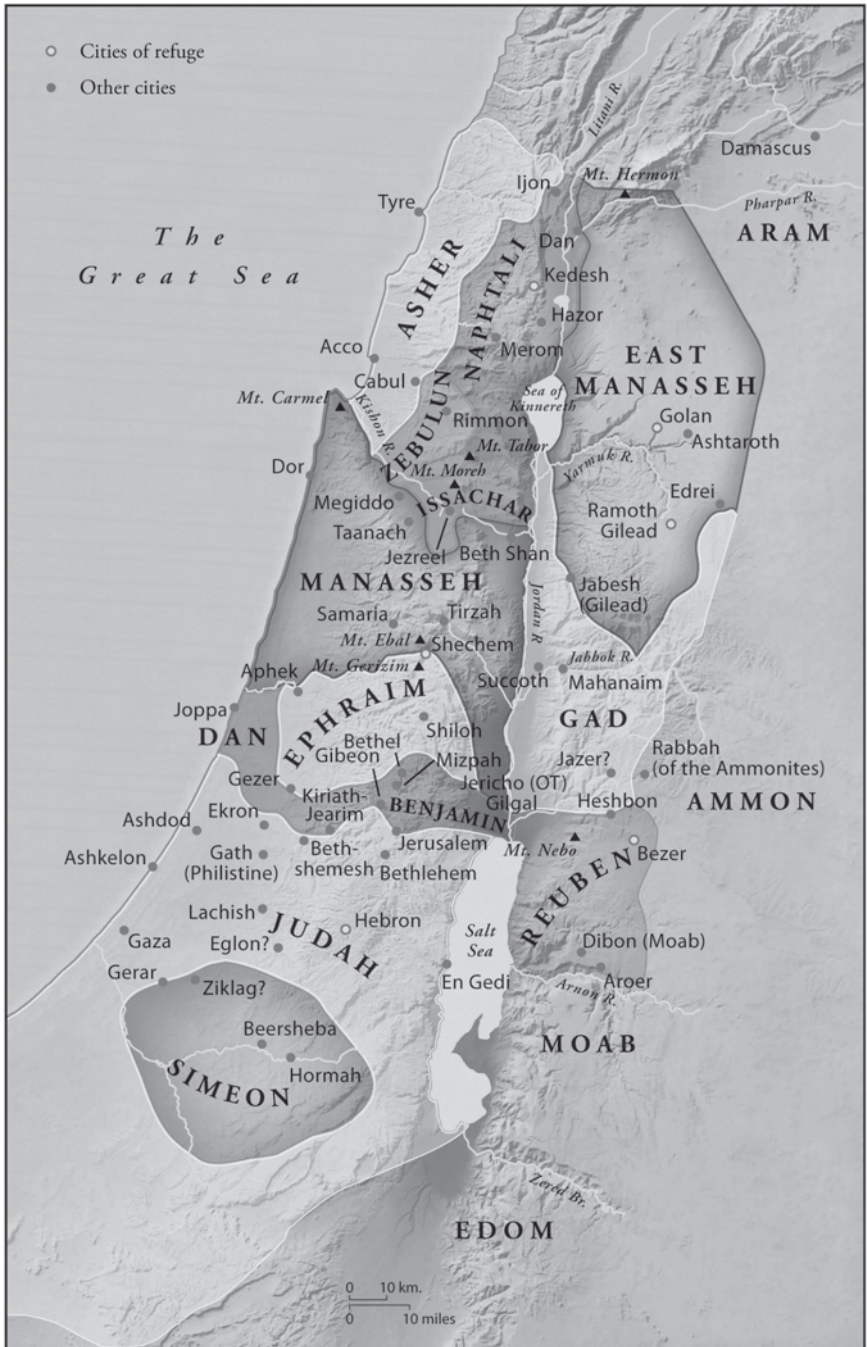 Cities of refuge
Other cities
Litani R.
Damascus
Mt. Hermon
Ijon
Pharpar R.
Tyre
ARAM
The
Great Sea
Dan
ASHER
NAPHTALI
Kedesh
Hazor
Acco
Merom
EAST
MANASSEH
Cabul
Sea of
Kinnereth
Mt. Carmel
Kishon R.
ZEBULUN
Rimmon
Golan
Ashtaroth
Mt. Tabor
Yarmuk R.
Dor
Mt. Moreh
Megiddo
ISSACHAR
Edrei
Ramoth
Gilead
Taanach
Jezreel
Beth Shan
MANASSEH
Jabesh
(Gilead)
Jordan R
Samaria
Tirzah
Mt. Ebal
Shechem
Mt. Gerizim
Jabbok R.
Aphek
Succoth
Mahanaim
Joppa
EPHRAIM
DAN
Shiloh
GAD
Bethel
Gibeon
Mizpah
Jazer?
Rabbah
(of the Ammonites)
Gezer
Jericho (OT)
Gilgal
Kiriath-
Jearim
BENJAMIN
Heshbon
AMMON
Ekron
Ashdod
Jerusalem
Mt. Nebo
Bezer
Ashkelon
Gath
(Philistine)
Beth-
shemesh
Bethlehem
REUBEN
Lachish
JUDAH
Hebron
Salt
Sea
Gaza
Eglon?
Dibon (Moab)
Gerar
Ziklag?
En Gedi
Aroer
Arnon R.
Beersheba
MOAB
SIMEON
Hormah
Zered Br.
EDOM
0 10 km.
0 10 miles